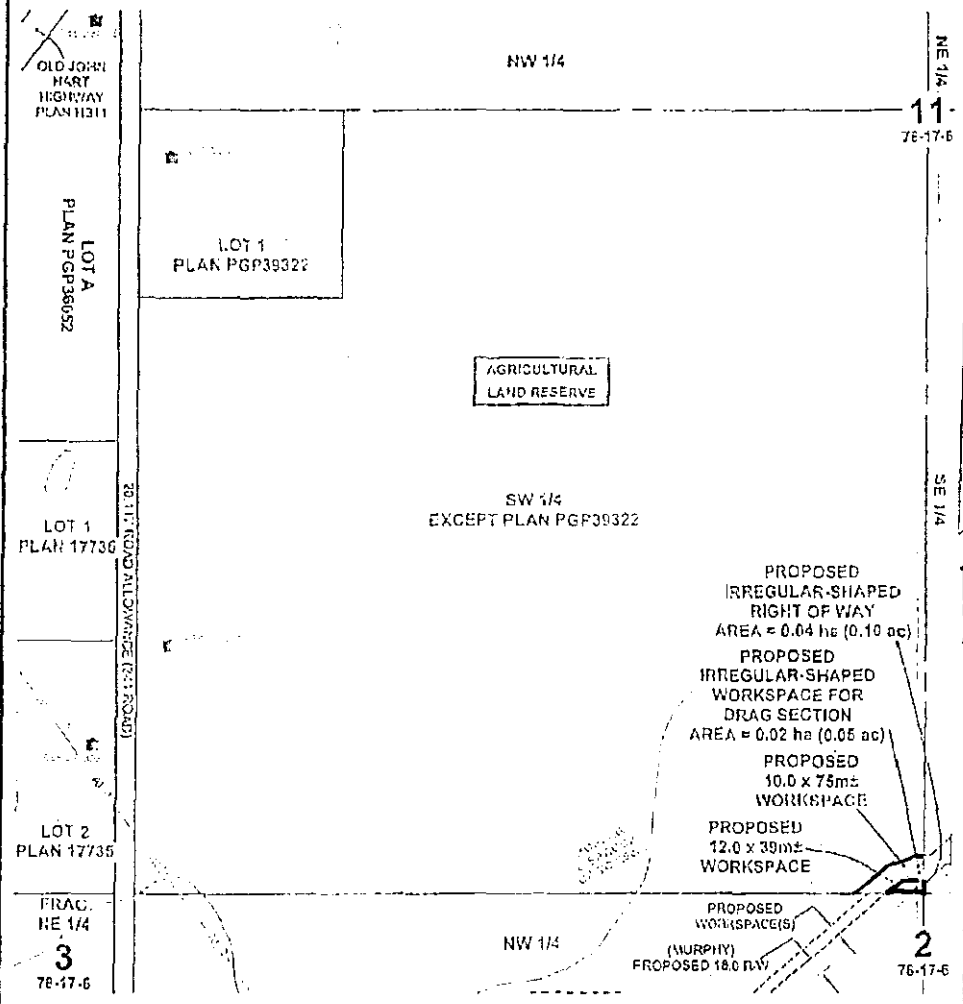 OLD JOHN
HART
HIGHWAY
PLAN H311
NW 1/4
NE 1/4
11
78-17-6
LOT A
PLAN PGP36052
LOT 1
PLAN PGP39322
AGRICULTURAL
LAND RESERVE
SW 1/4
EXCEPT PLAN PGP39322
SE 1/4
LOT 1
PLAN 17736
ROAD ALLOWANCE
PROPOSED
IRREGULAR-SHAPED
RIGHT OF WAY
AREA = 0.04 ha (0.10 ac)
PROPOSED
IRREGULAR-SHAPED
WORKSPACE FOR
DRAG SECTION
AREA = 0.02 ha (0.05 ac)
PROPOSED
10.0 x 75m±
WORKSPACE
PROPOSED
12.0 x 39m±
WORKSPACE
LOT 2
PLAN 17735
FRAC.
NE 1/4
3
78-17-6
NW 1/4
PROPOSED
WORKSPACE(S)
(MURPHY)
PROPOSED 18.0 R/W
2
78-17-6